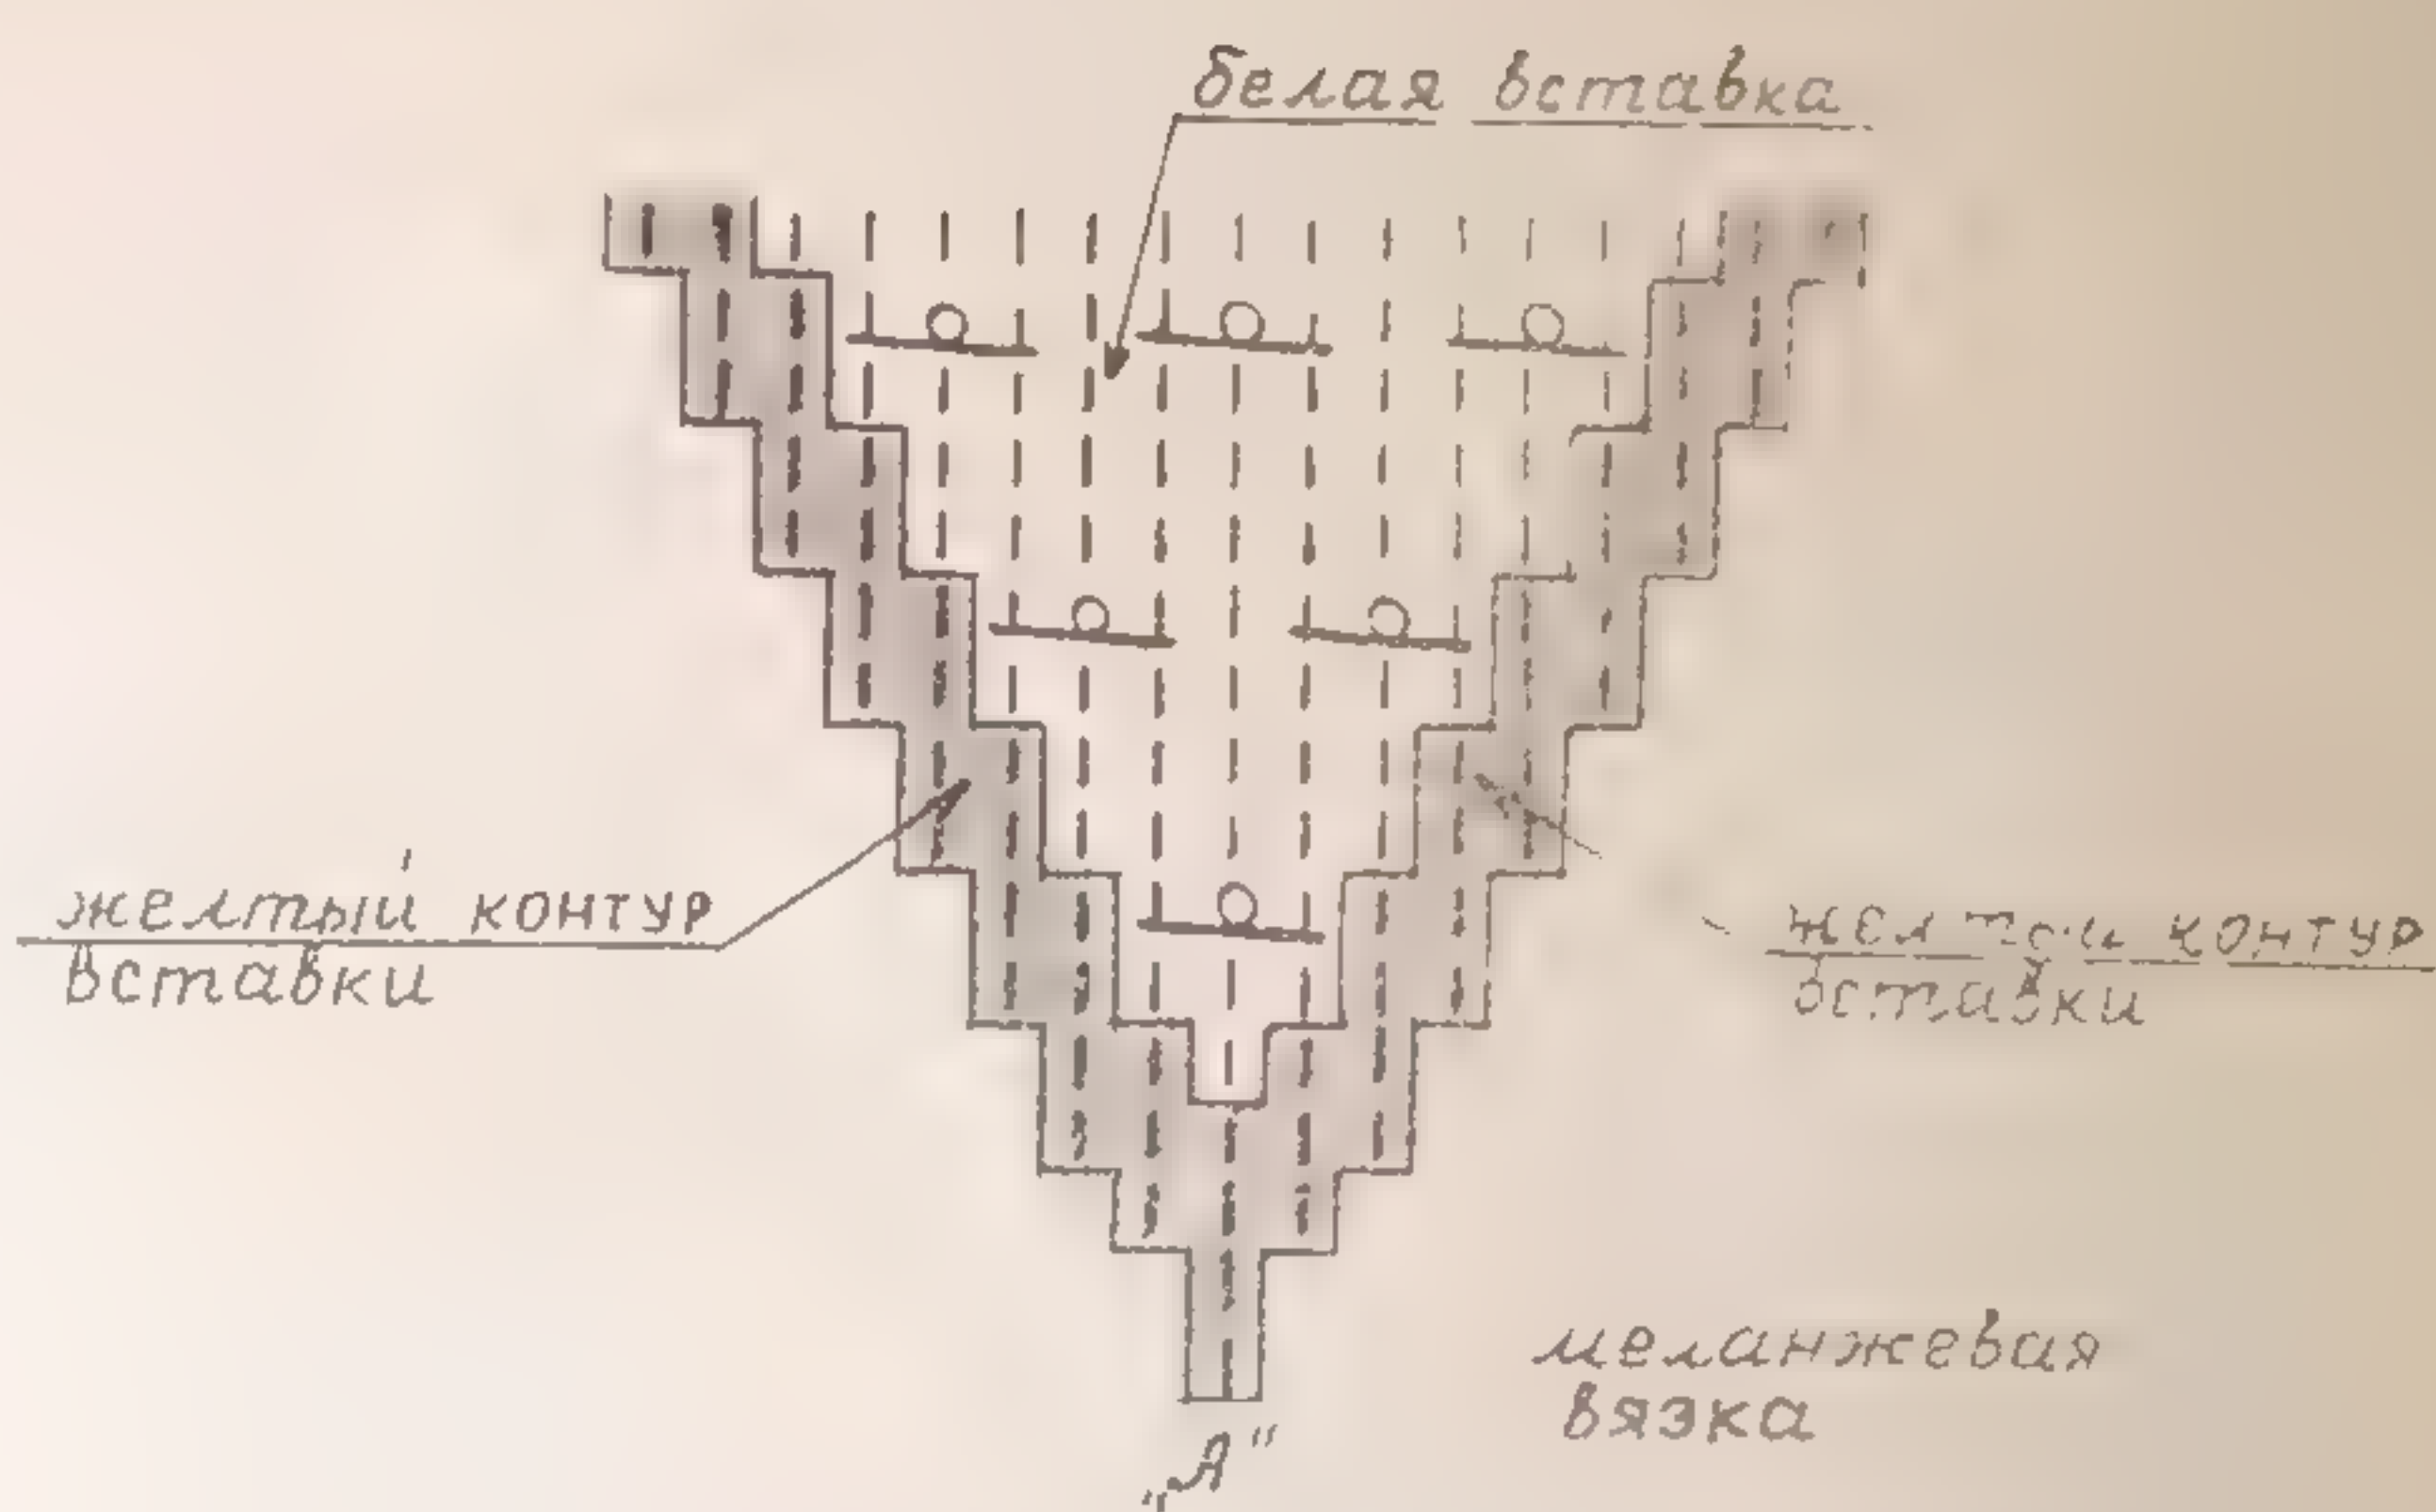 белая вставка
желтый контур
вставки
желтый контур
вставки
меланжевая
вязка
„А"